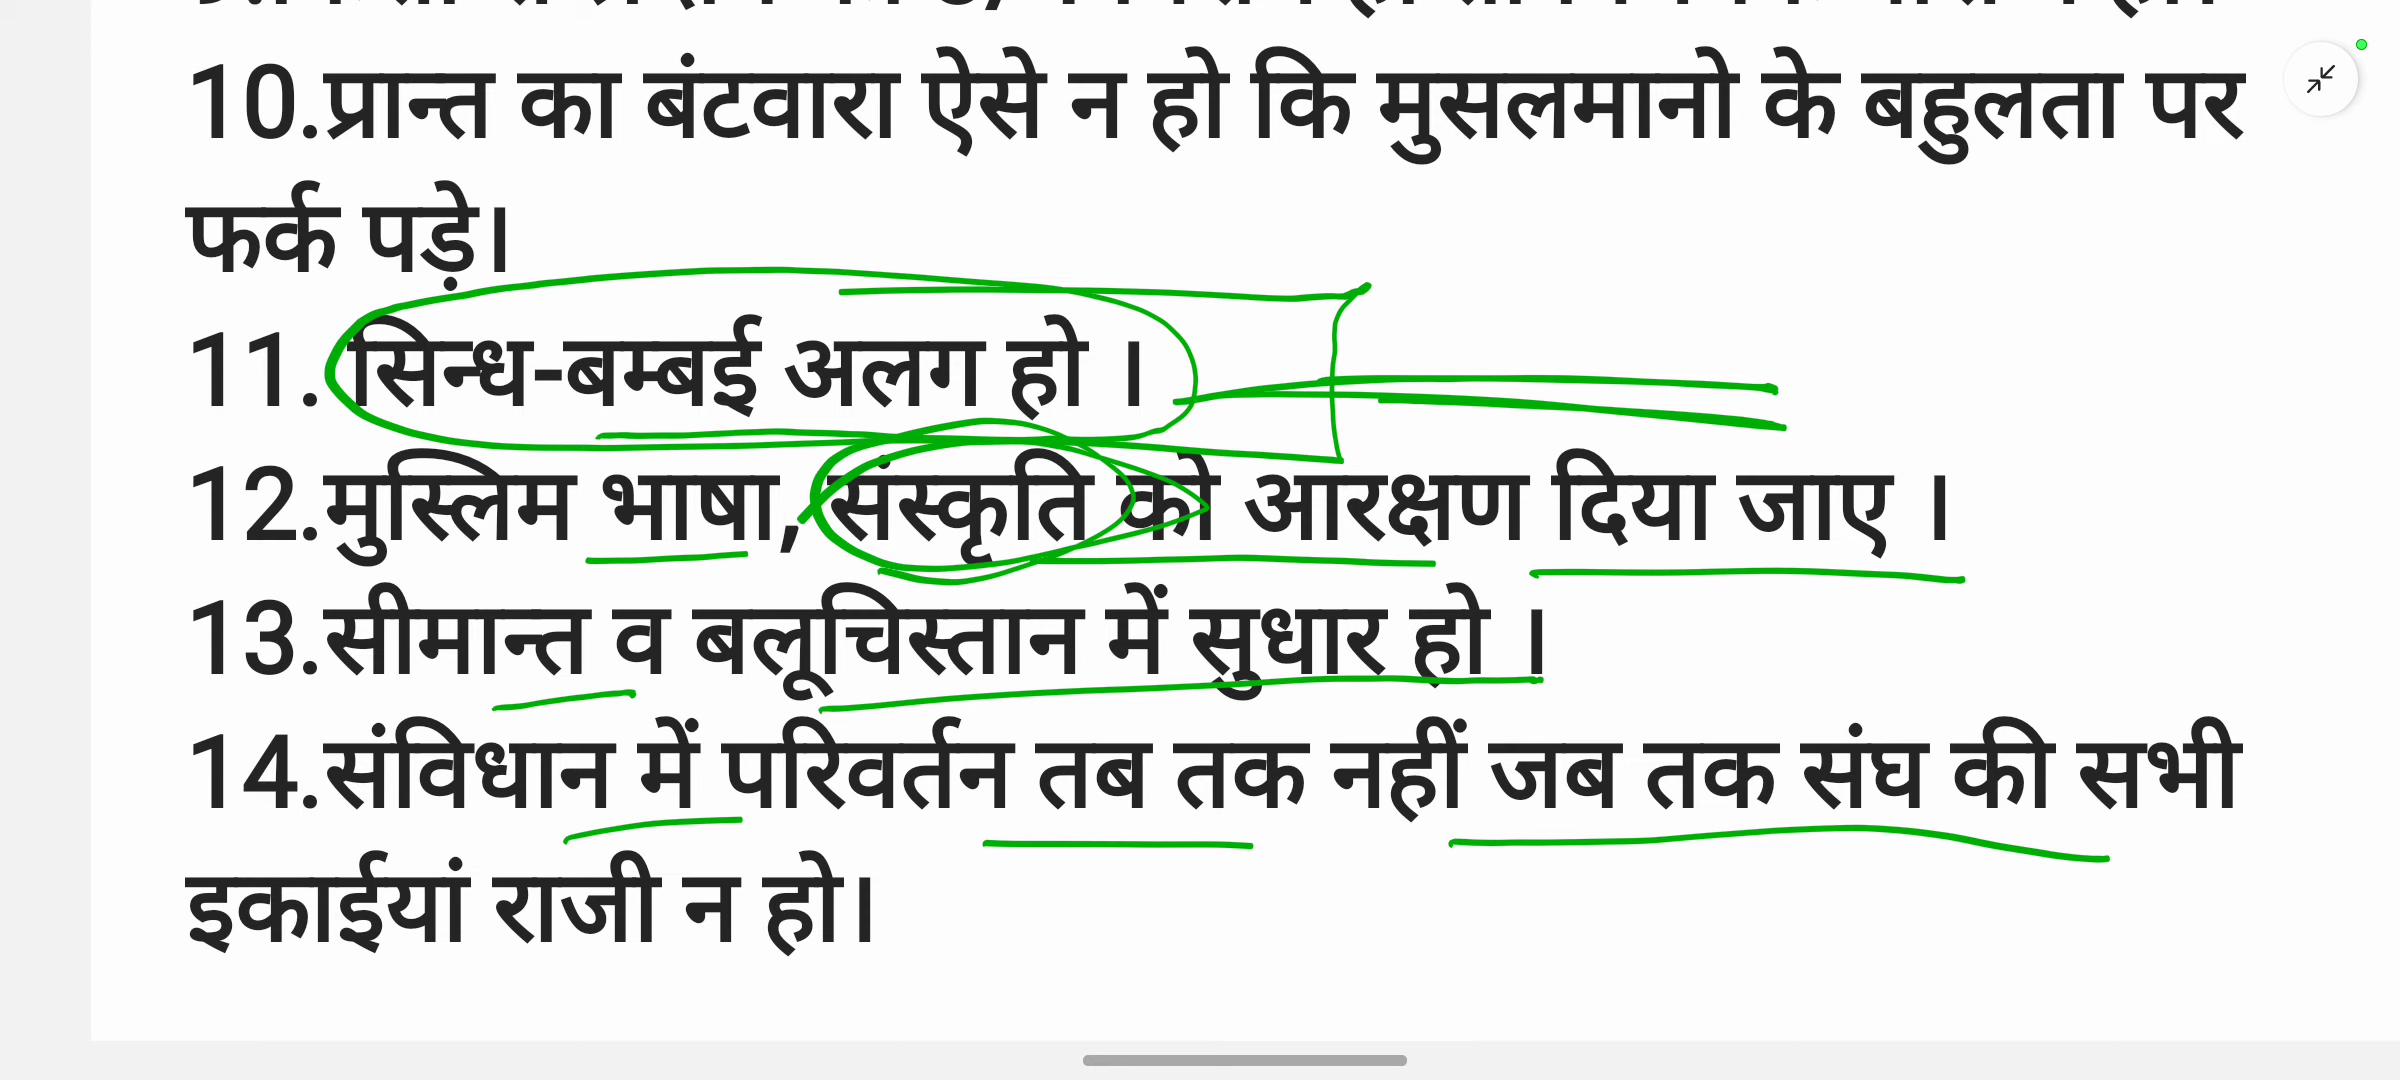 10.प्रान्त का बंटवारा ऐसे न हो कि मुसलमानो के बहुलता पर
फर्क पड़े।
11. सिन्ध-बम्बई अलग हो ।
12.मुस्लिम भाषा, संस्कृति को आरक्षण दिया जाए ।
13.सीमान्त व बलूचिस्तान में सुधार हो ।
14.संविधान में परिवर्तन तब तक नहीं जब तक संघ की सभी
इकाईयां राजी न हो।